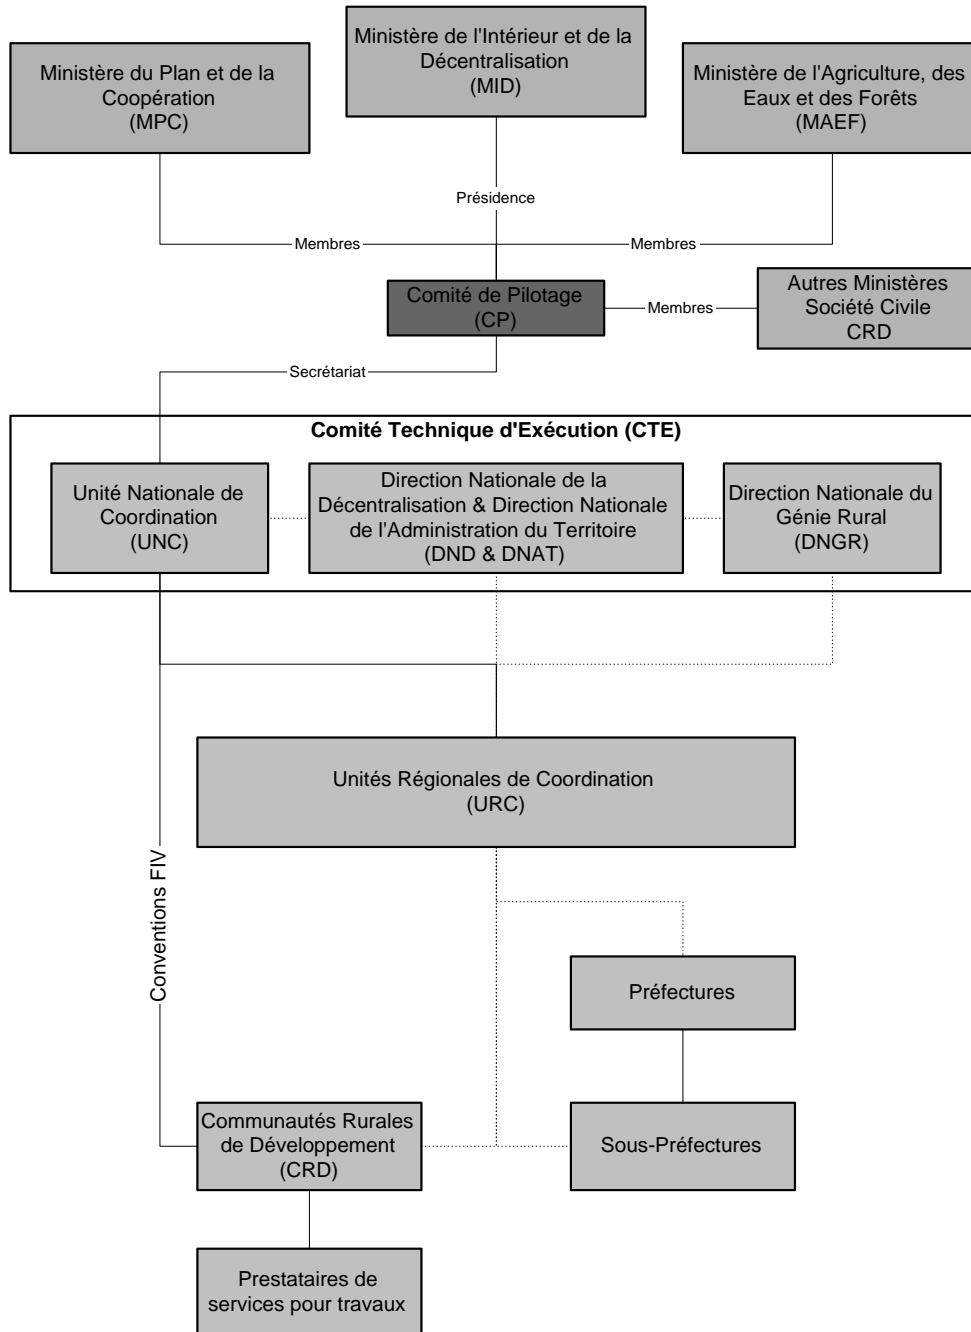 Ministère du Plan et de la
Coopération
(MPC)
Ministère de l'Intérieur et de la
Décentralisation
(MID)
Ministère de l'Agriculture, des
Eaux et des Forêts
(MAEF)
Présidence
Membres
Membres
Comité de Pilotage
(CP)
Membres
Autres Ministères
Société Civile
CRD
Secrétariat
Comité Technique d'Exécution (CTE)
Unité Nationale de
Coordination
(UNC)
Direction Nationale de la
Décentralisation & Direction Nationale
de l'Administration du Territoire
(DND & DNAT)
Direction Nationale du
Génie Rural
(DNGR)
Unités Régionales de Coordination
(URC)
Conventions FIV
Préfectures
Communautés Rurales
de Développement
(CRD)
Sous-Préfectures
Prestataires de
services pour travaux